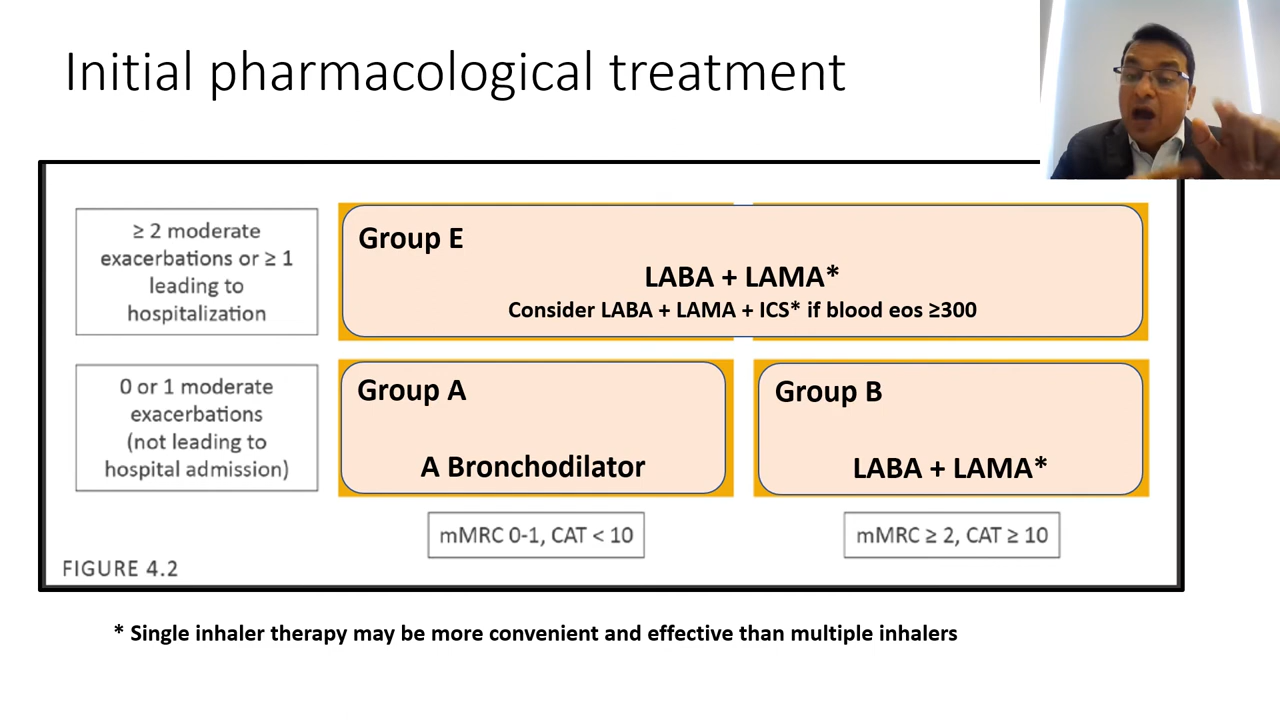 Initial pharmacological treatment
≥ 2 moderate
exacerbations or ≥ 1
leading to
hospitalization
Group E
LABA + LAMA*
Consider LABA + LAMA + ICS* if blood eos ≥300
0 or 1 moderate
exacerbations
(not leading to
hospital admission)
Group A
A Bronchodilator
Group B
LABA + LAMA*
mMRC 0-1, CAT < 10
mMRC ≥ 2, CAT ≥ 10
FIGURE 4.2
* Single inhaler therapy may be more convenient and effective than multiple inhalers